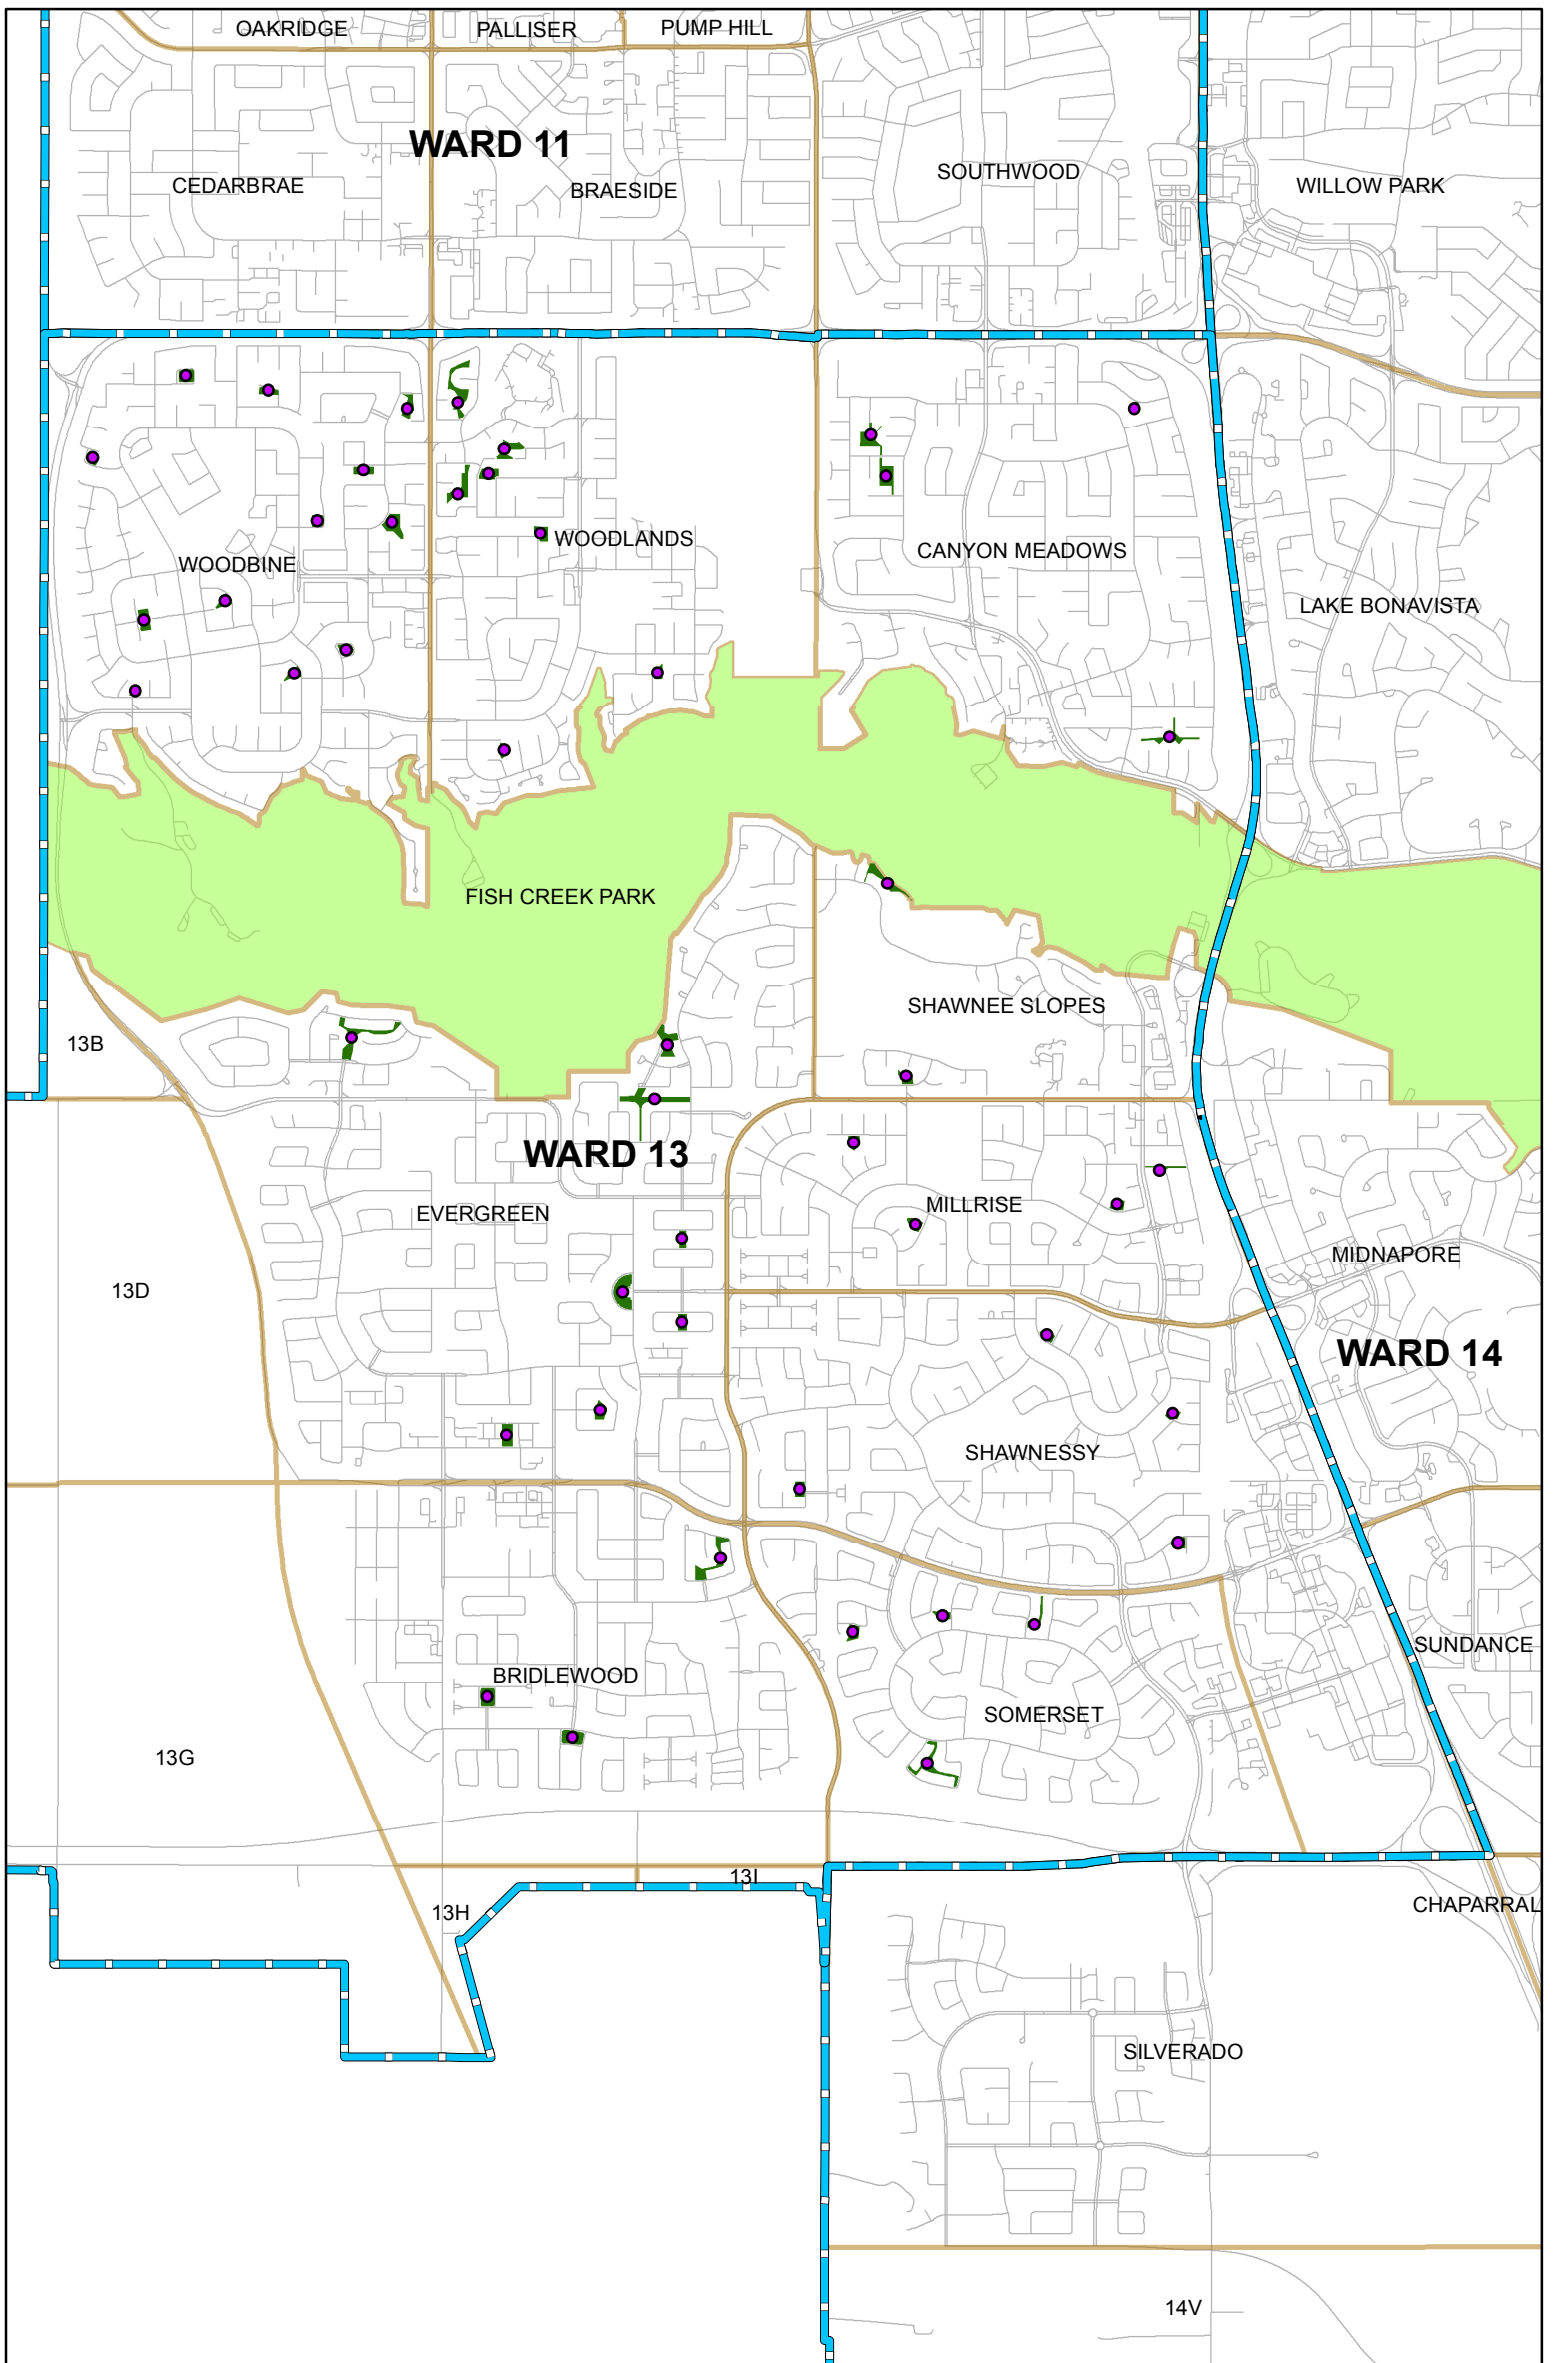 OAKRIDGE
PALLISER
PUMP HILL
WARD 11
CEDARBRAE
BRAESIDE
SOUTHWOOD
WILLOW PARK
WOODLANDS
CANYON MEADOWS
WOODBINE
LAKE BONAVISTA
FISH CREEK PARK
SHAWNEE SLOPES
13B
WARD 13
MILLRISE
EVERGREEN
MIDNAPORE
13D
WARD 14
SHAWNESSY
SUNDANCE
BRIDLEWOOD
SOMERSET
13G
13I
CHAPARRAL
13H
SILVERADO
14V